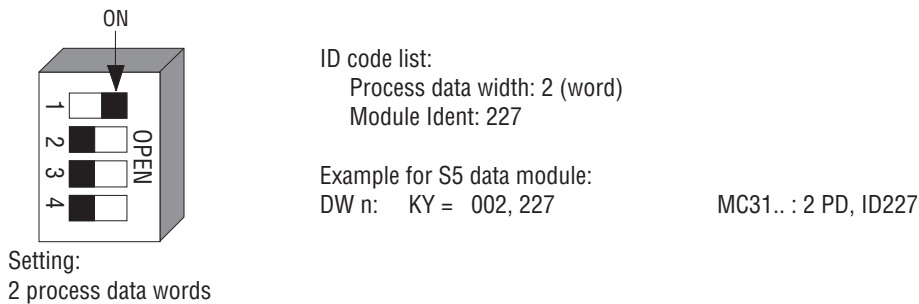 ON
1
2
3
4
OPEN
Setting:
2 process data words
ID code list:
Process data width: 2 (word)
Module Ident: 227
Example for S5 data module:
DW n: KY = 002, 227 MC31.. : 2 PD, ID227